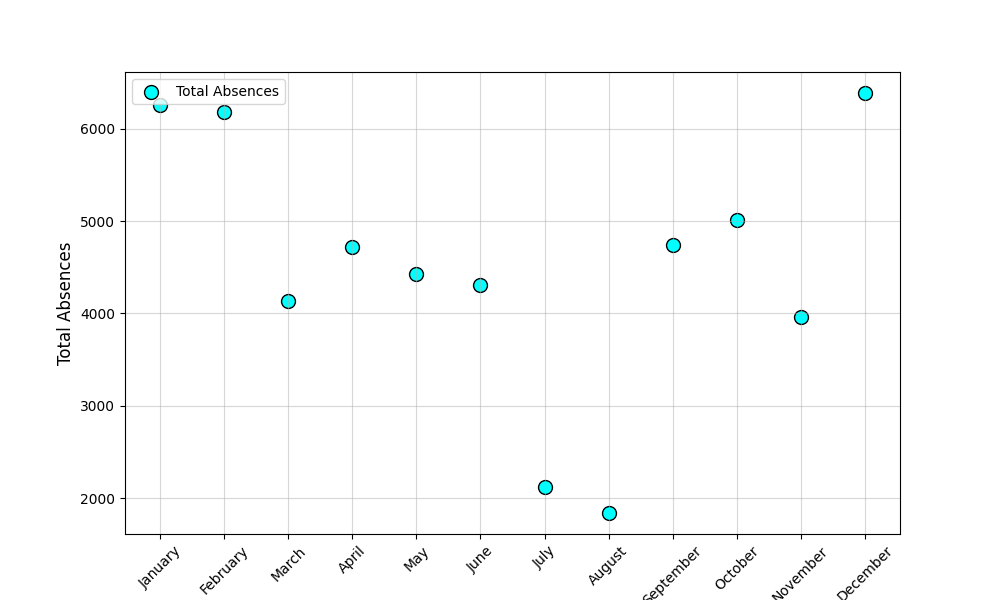 Total Absences
6000
5000
4000
3000
2000
Total Absences
January
February
March
April
May
June
July
August
September
October
November
December